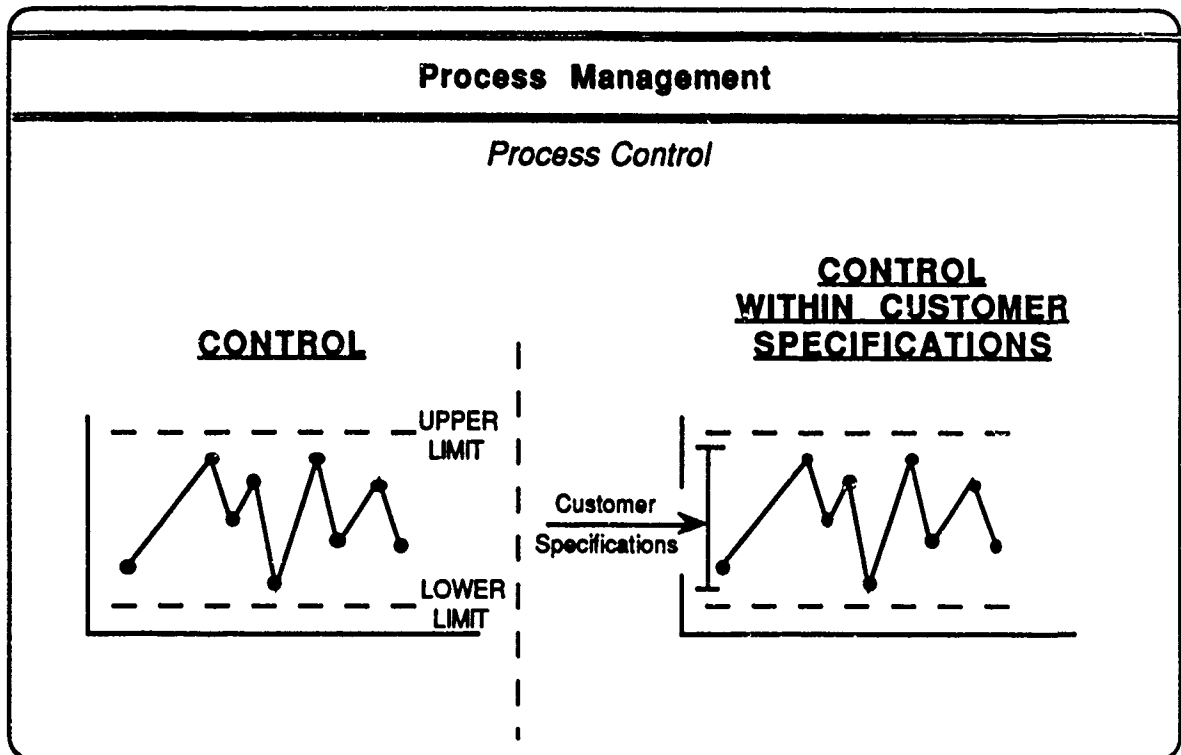 Process Management
Process Control
CONTROL
UPPER
LIMIT
LOWER
LIMIT
CONTROL
WITHIN CUSTOMER
SPECIFICATIONS
Customer
Specifications